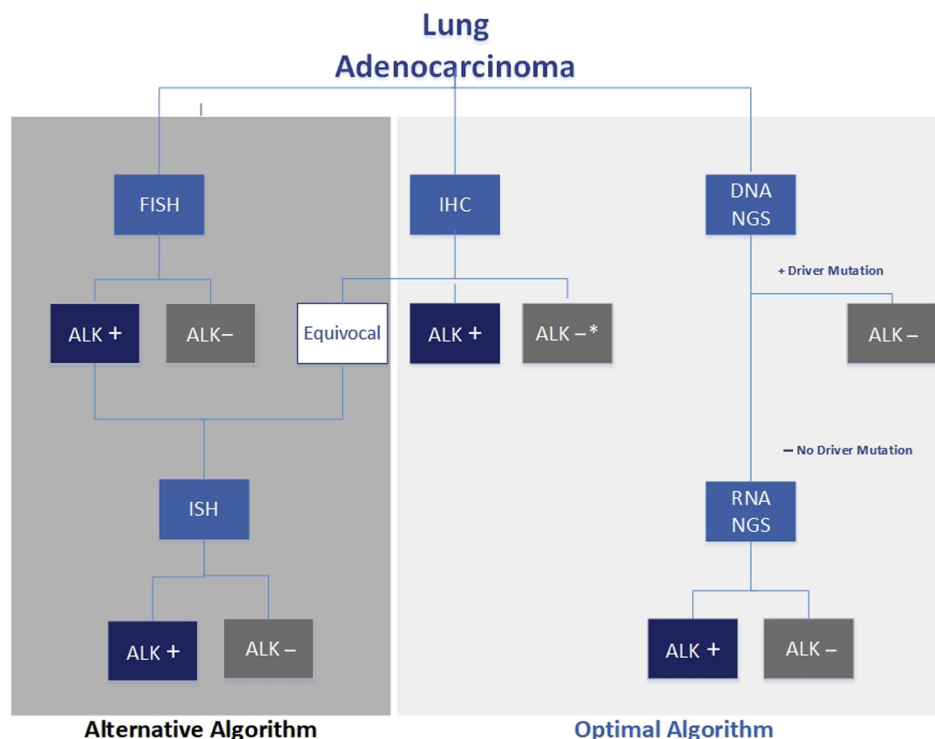 Lung
Adenocarcinoma
FISH
IHC
DNA
NGS
+ Driver Mutation
ALK +
ALK–
Equivocal
ALK +
ALK –*
ALK –
– No Driver Mutation
ISH
RNA
NGS
ALK +
ALK –
ALK +
ALK –
Alternative Algorithm
Optimal Algorithm